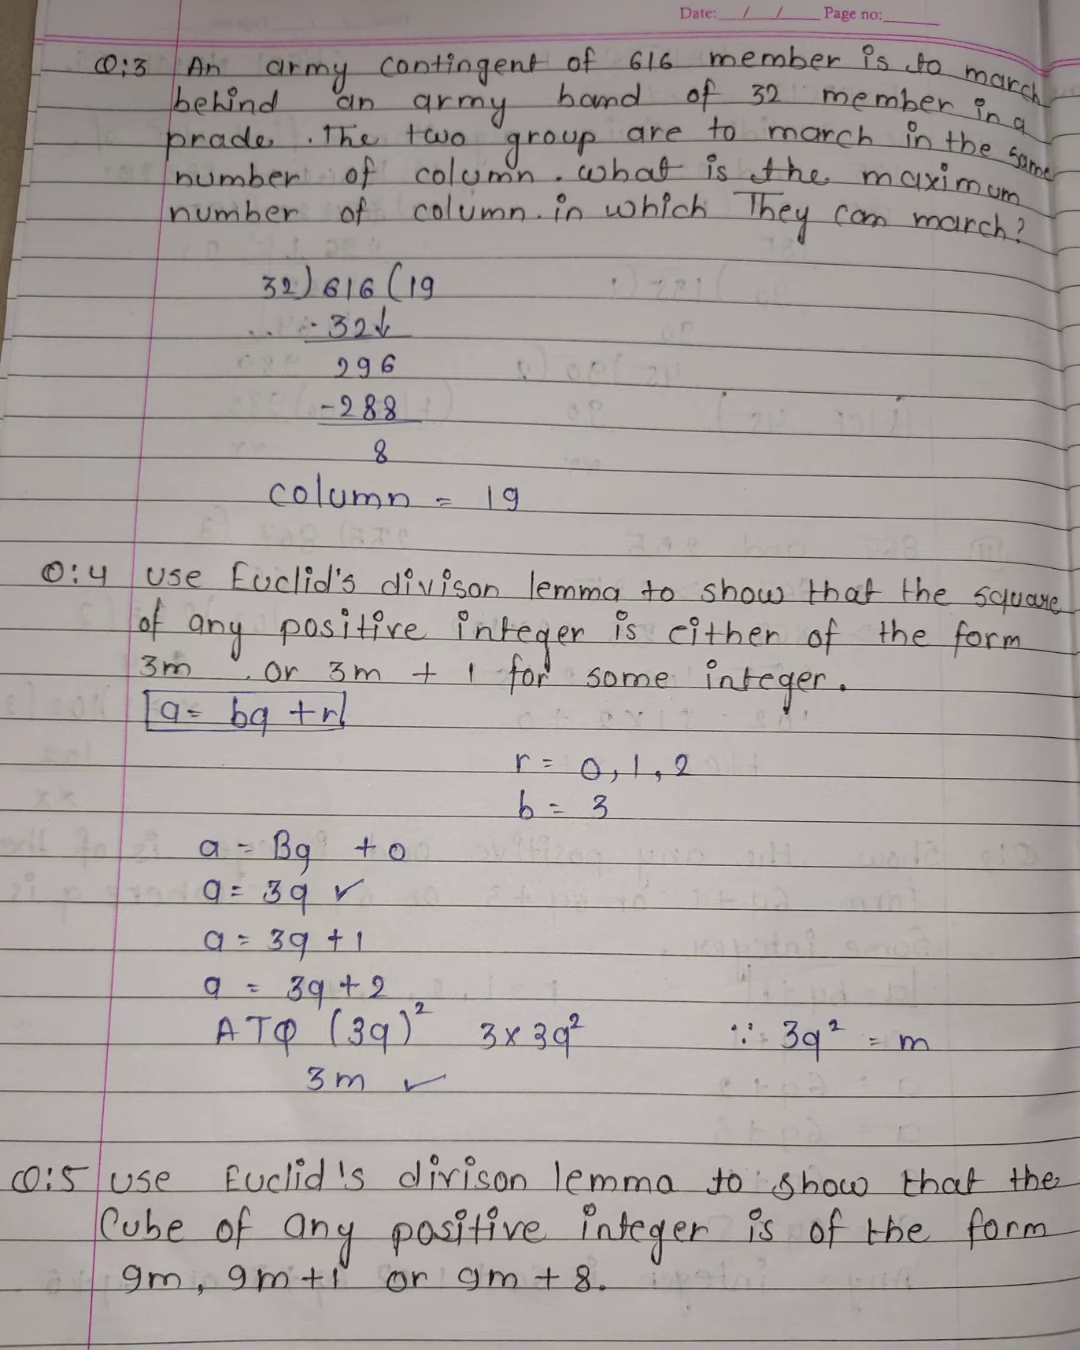 Date: / / Page no:
Q:3 An army contingent of 616 member is to march
behind an army band of 32 member in a
prade. The two group are to march in the same
number of column. what is the maximum
number of column. in which They can march?
32) 616 (19
- 32↓
296
-288
8
column = 19
Q:4 use Euclid's divison lemma to show that the square
of any positive integer is either of the form
3m . or 3m + 1 for some integer.
a= bq +r
r = 0,1,2
b = 3
a = Bq +0
a = 3q ✓
a = 3q +1
a = 3q + 2
ATQ (3q)² 3x3q² ∵ 3q² = m
3m ✓
Q:5 use Euclid's divison lemma to show that the
Cube of any positive integer is of the form
9m, 9m+1 or 9m + 8.